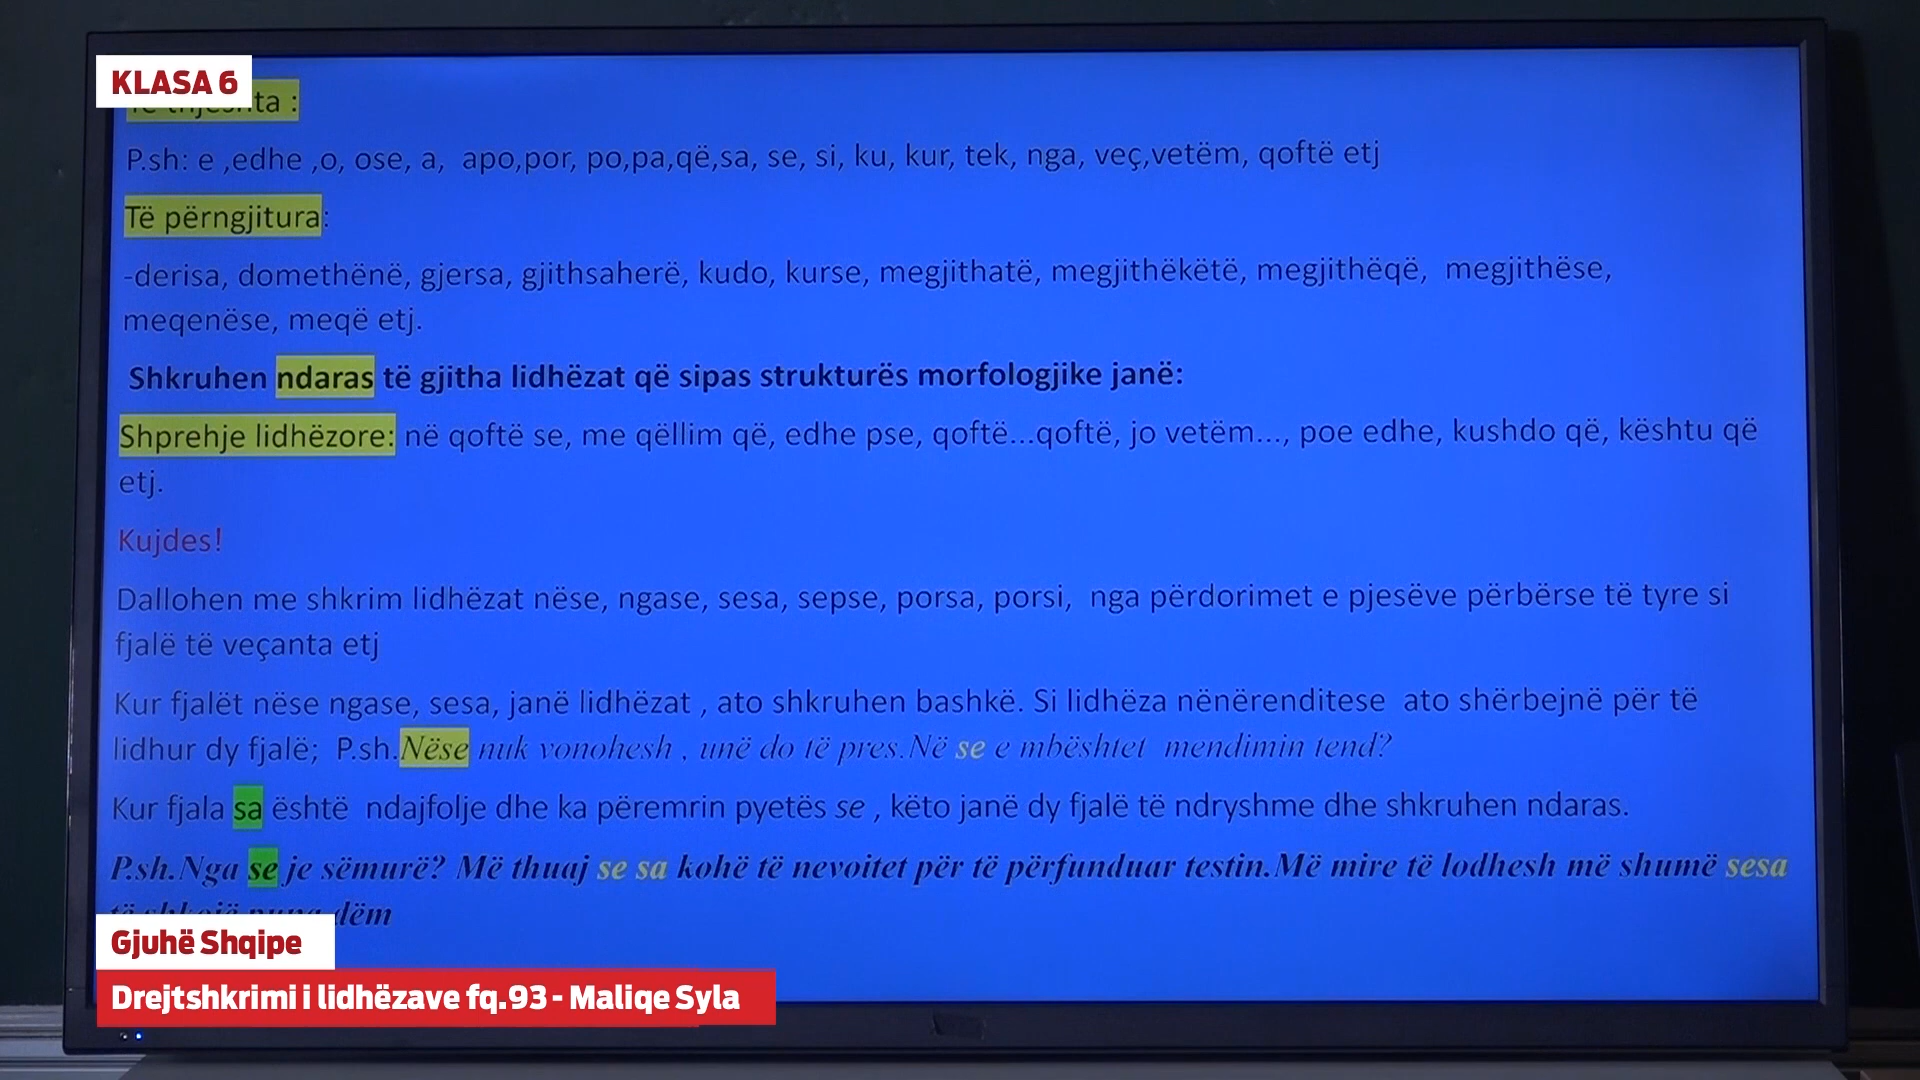 KLASA 6
ta :
P.sh: e ,edhe ,o, ose, a,  apo,por, po,pa,që,sa, se, si, ku, kur, tek, nga, veç,vetëm, qoftë etj
Të përngjitura:
-derisa, domethënë, gjersa, gjithsaherë, kudo, kurse, megjithatë, megjithëkëtë, megjithëqë,  megjithëse,
meqenëse, meqë etj.
Shkruhen ndaras të gjitha lidhëzat që sipas strukturës morfologjike janë:
Shprehje lidhëzore: në qoftë se, me qëllim që, edhe pse, qoftë...qoftë, jo vetëm..., poe edhe, kushdo që, kështu që
etj.
Kujdes!
Dallohen me shkrim lidhëzat nëse, ngase, sesa, sepse, porsa, porsi,  nga përdorimet e pjesëve përbërse të tyre si
fjalë të veçanta etj
Kur fjalët nëse ngase, sesa, janë lidhëzat , ato shkruhen bashkë. Si lidhëza nënërenditese  ato shërbejnë për të
lidhur dy fjalë;  P.sh.Nëse nuk vonohesh , unë do të pres.Në se e mbështet  mendimin tend?
Kur fjala sa është  ndajfolje dhe ka përemrin pyetës se , këto janë dy fjalë të ndryshme dhe shkruhen ndaras.
P.sh.Nga se je sëmurë? Më thuaj se sa kohë të nevoitet për të përfunduar testin.Më mire të lodhesh më shumë sesa
dëm
Gjuhë Shqipe
Drejtshkrimi i lidhëzave fq.93 - Maliqe Syla